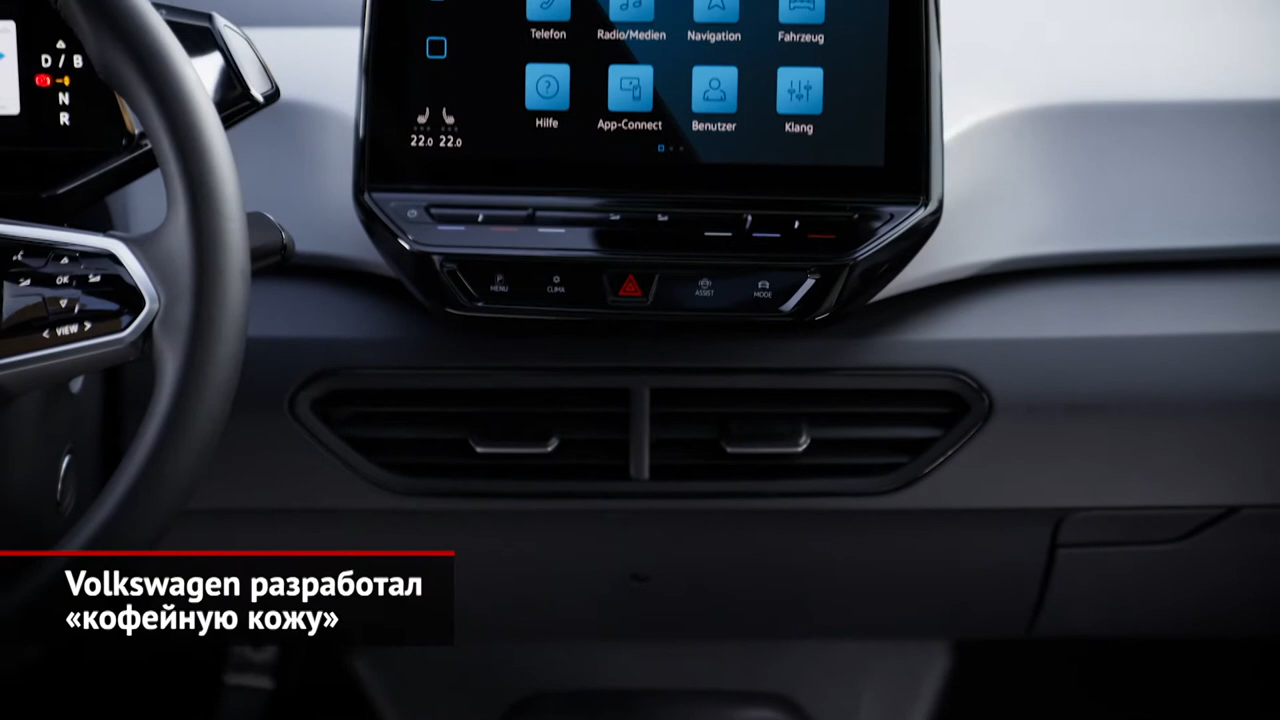 Telefon Radio/Medien Navigation Fahrzeug
D / B
N
R
Hilfe App-Connect Benutzer Klang
22.0 22.0
OK
< VIEW >
P
MENU CLIMA ASSIST MODE
Volkswagen разработал
«кофейную кожу»